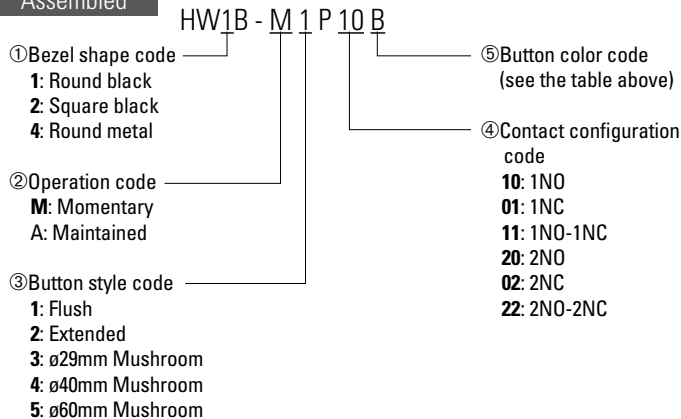 Assembled
HW1B - M 1 P 10 B
①Bezel shape code
1: Round black
2: Square black
4: Round metal
②Operation code
M: Momentary
A: Maintained
③Button style code
1: Flush
2: Extended
3: ø29mm Mushroom
4: ø40mm Mushroom
5: ø60mm Mushroom
⑤Button color code
(see the table above)
④Contact configuration
code
10: 1NO
01: 1NC
11: 1NO-1NC
20: 2NO
02: 2NC
22: 2NO-2NC